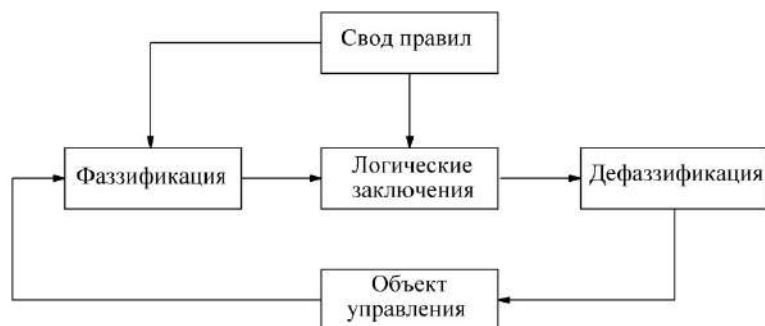 Свод правил
Фаззификация
Логические
заключения
Дефаззификация
Объект
управления